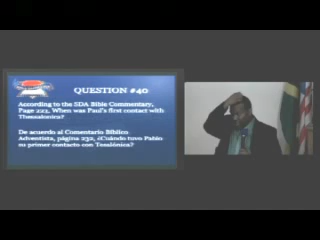 QUESTION #40
According to the SDA Bible Commentary,
Page 223, When was Paul's first contact with
Thessalonica?
De acuerdo al Comentario Bíblico
Adventista, página 232, ¿Cuándo tuvo Pablo
su primer contacto con Tesalónica?